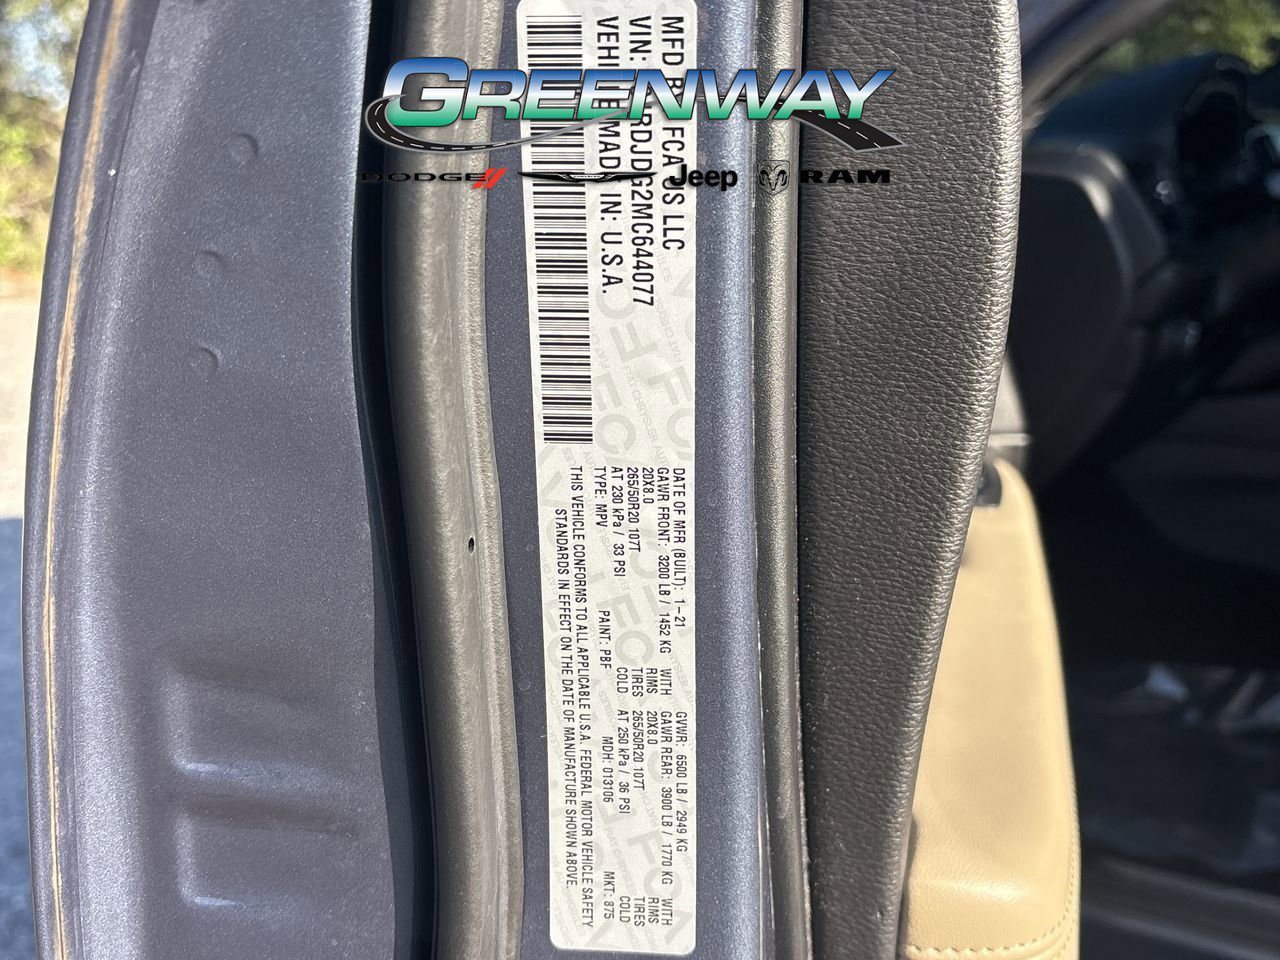 GREENWAY
DODGE Jeep RAM
MFD B FCA US LLC
VIN: RDJDG2MC644077
VEHI E MAD IN: U.S.A.
DATE OF MFR (BUILT): 1-21 GVWR: 6500 LB / 2949 KG
GAWR FRONT: 3200 LB / 1452 KG WITH GAWR REAR: 3900 LB / 1770 KG WITH
20X8.0 RIMS 20X8.0 RIMS
265/50R20 107T TIRES 265/50R20 107T TIRES
AT 230 kPa / 33 PSI COLD AT 250 kPa / 36 PSI COLD
TYPE: MPV PAINT: PBF MDH: 013106 MKT: 875
THIS VEHICLE CONFORMS TO ALL APPLICABLE U.S.A. FEDERAL MOTOR VEHICLE SAFETY
STANDARDS IN EFFECT ON THE DATE OF MANUFACTURE SHOWN ABOVE.